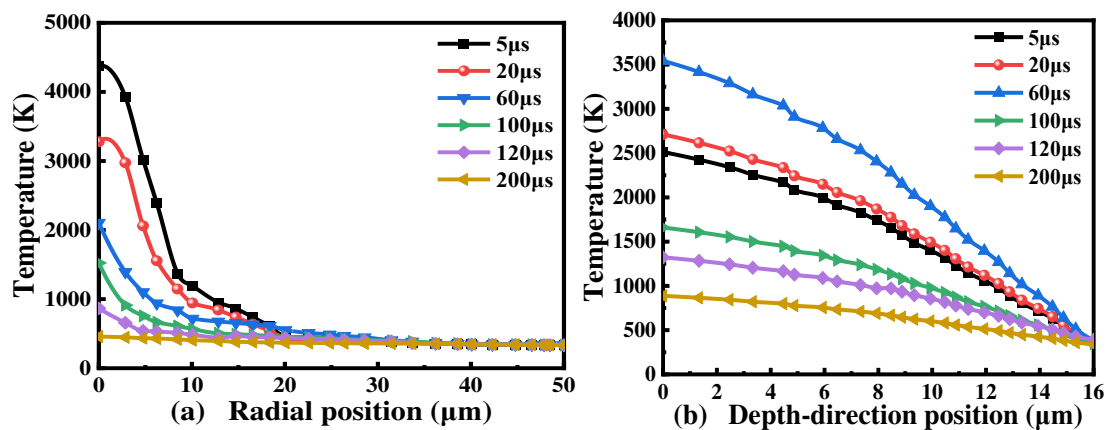 5000
4000
3000
2000
1000
0
Temperature (K)
5μs
20μs
60μs
100μs
120μs
200μs
0 10 20 30 40 50
(a) Radial position (μm)
4000
3500
3000
2500
2000
1500
1000
500
0
Temperature (K)
5μs
20μs
60μs
100μs
120μs
200μs
0 2 4 6 8 10 12 14 16
(b) Depth-direction position (μm)